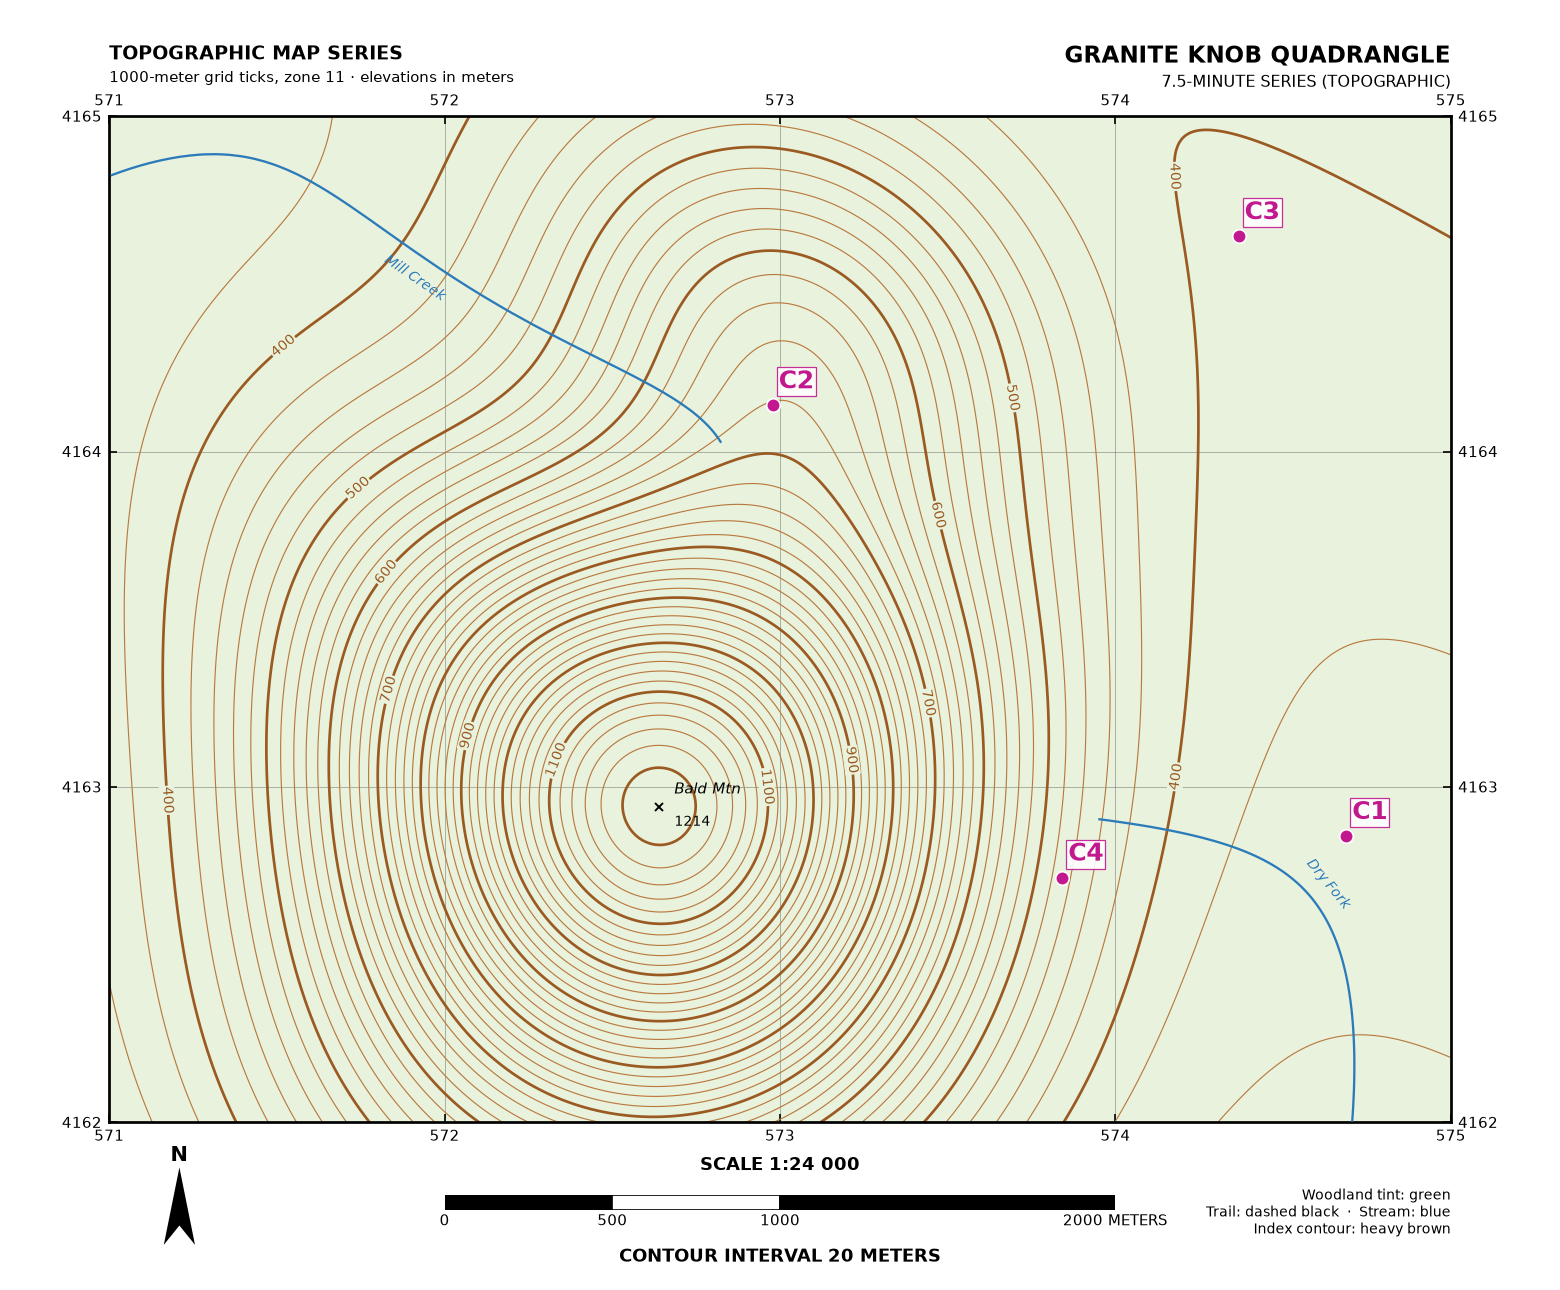 TOPOGRAPHIC MAP SERIES
1000-meter grid ticks, zone 11 · elevations in meters
GRANITE KNOB QUADRANGLE
7.5-MINUTE SERIES (TOPOGRAPHIC)
571 572 573 574 575
4165 4165
400
C3
Mill Creek
400
C2
500
4164 4164
500
600
600
700
700
900
900
1100
1100
400
4163 4163
400
Bald Mtn
1214
C1
C4
Dry Fork
4162 4162
571 572 573 574 575
N
SCALE 1:24 000
0 500 1000 2000 METERS
CONTOUR INTERVAL 20 METERS
Woodland tint: green
Trail: dashed black · Stream: blue
Index contour: heavy brown